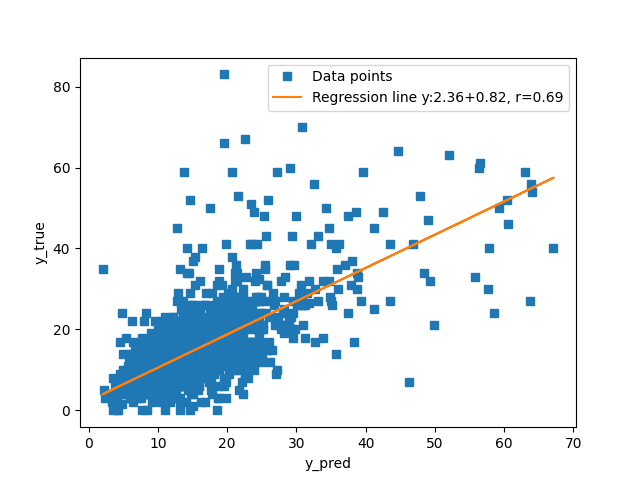 Data points
Regression line y:2.36+0.82, r=0.69
80
60
40
20
0
y_true
0 10 20 30 40 50 60 70
y_pred